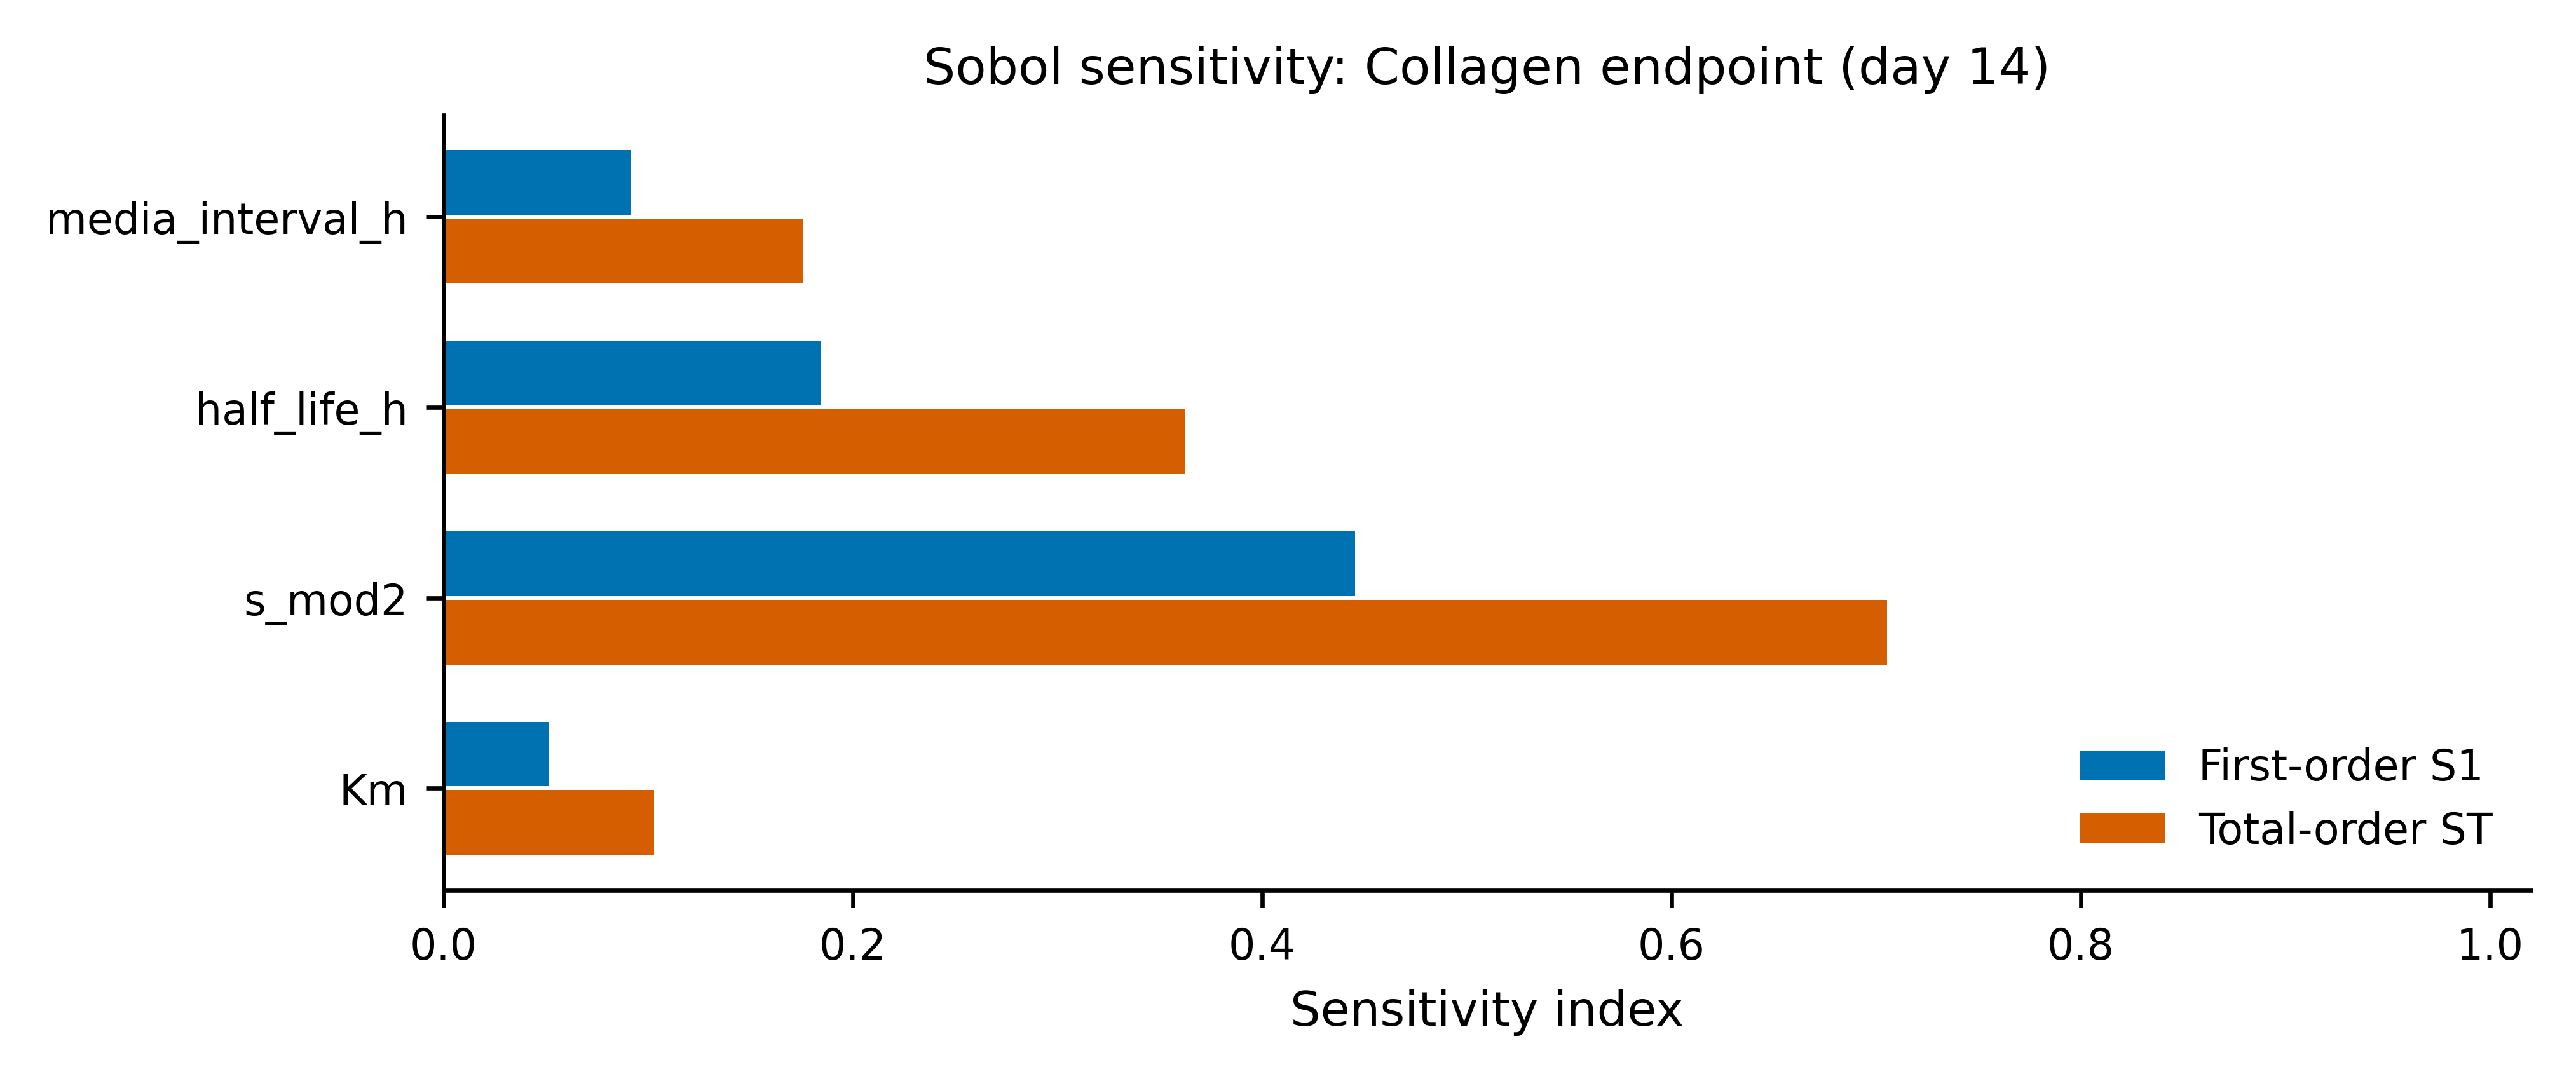 Sobol sensitivity: Collagen endpoint (day 14)
media_interval_h
half_life_h
s_mod2
Km
First-order S1
Total-order ST
0.0 0.2 0.4 0.6 0.8 1.0
Sensitivity index